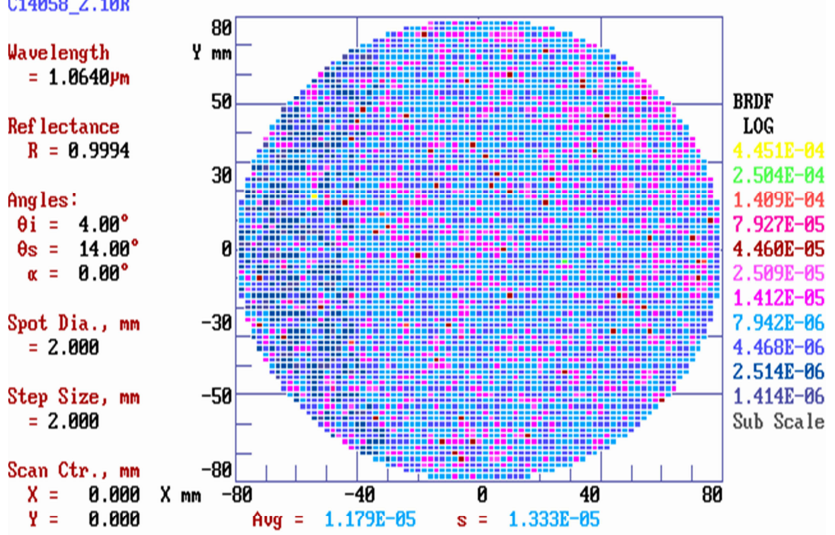 C14058_2.10R
Wavelength
= 1.0640µm
Reflectance
R = 0.9994
Angles:
θi = 4.00°
θs = 14.00°
α = 0.00°
Spot Dia., mm
= 2.000
Step Size, mm
= 2.000
Scan Ctr., mm
X = 0.000
Y = 0.000
Y mm
80
50
30
0
-30
-50
-80
X mm
-80
-40
0
40
80
Avg = 1.179E-05 s = 1.333E-05
BRDF
LOG
4.451E-04
2.504E-04
1.409E-04
7.927E-05
4.460E-05
2.509E-05
1.412E-05
7.942E-06
4.468E-06
2.514E-06
1.414E-06
Sub Scale